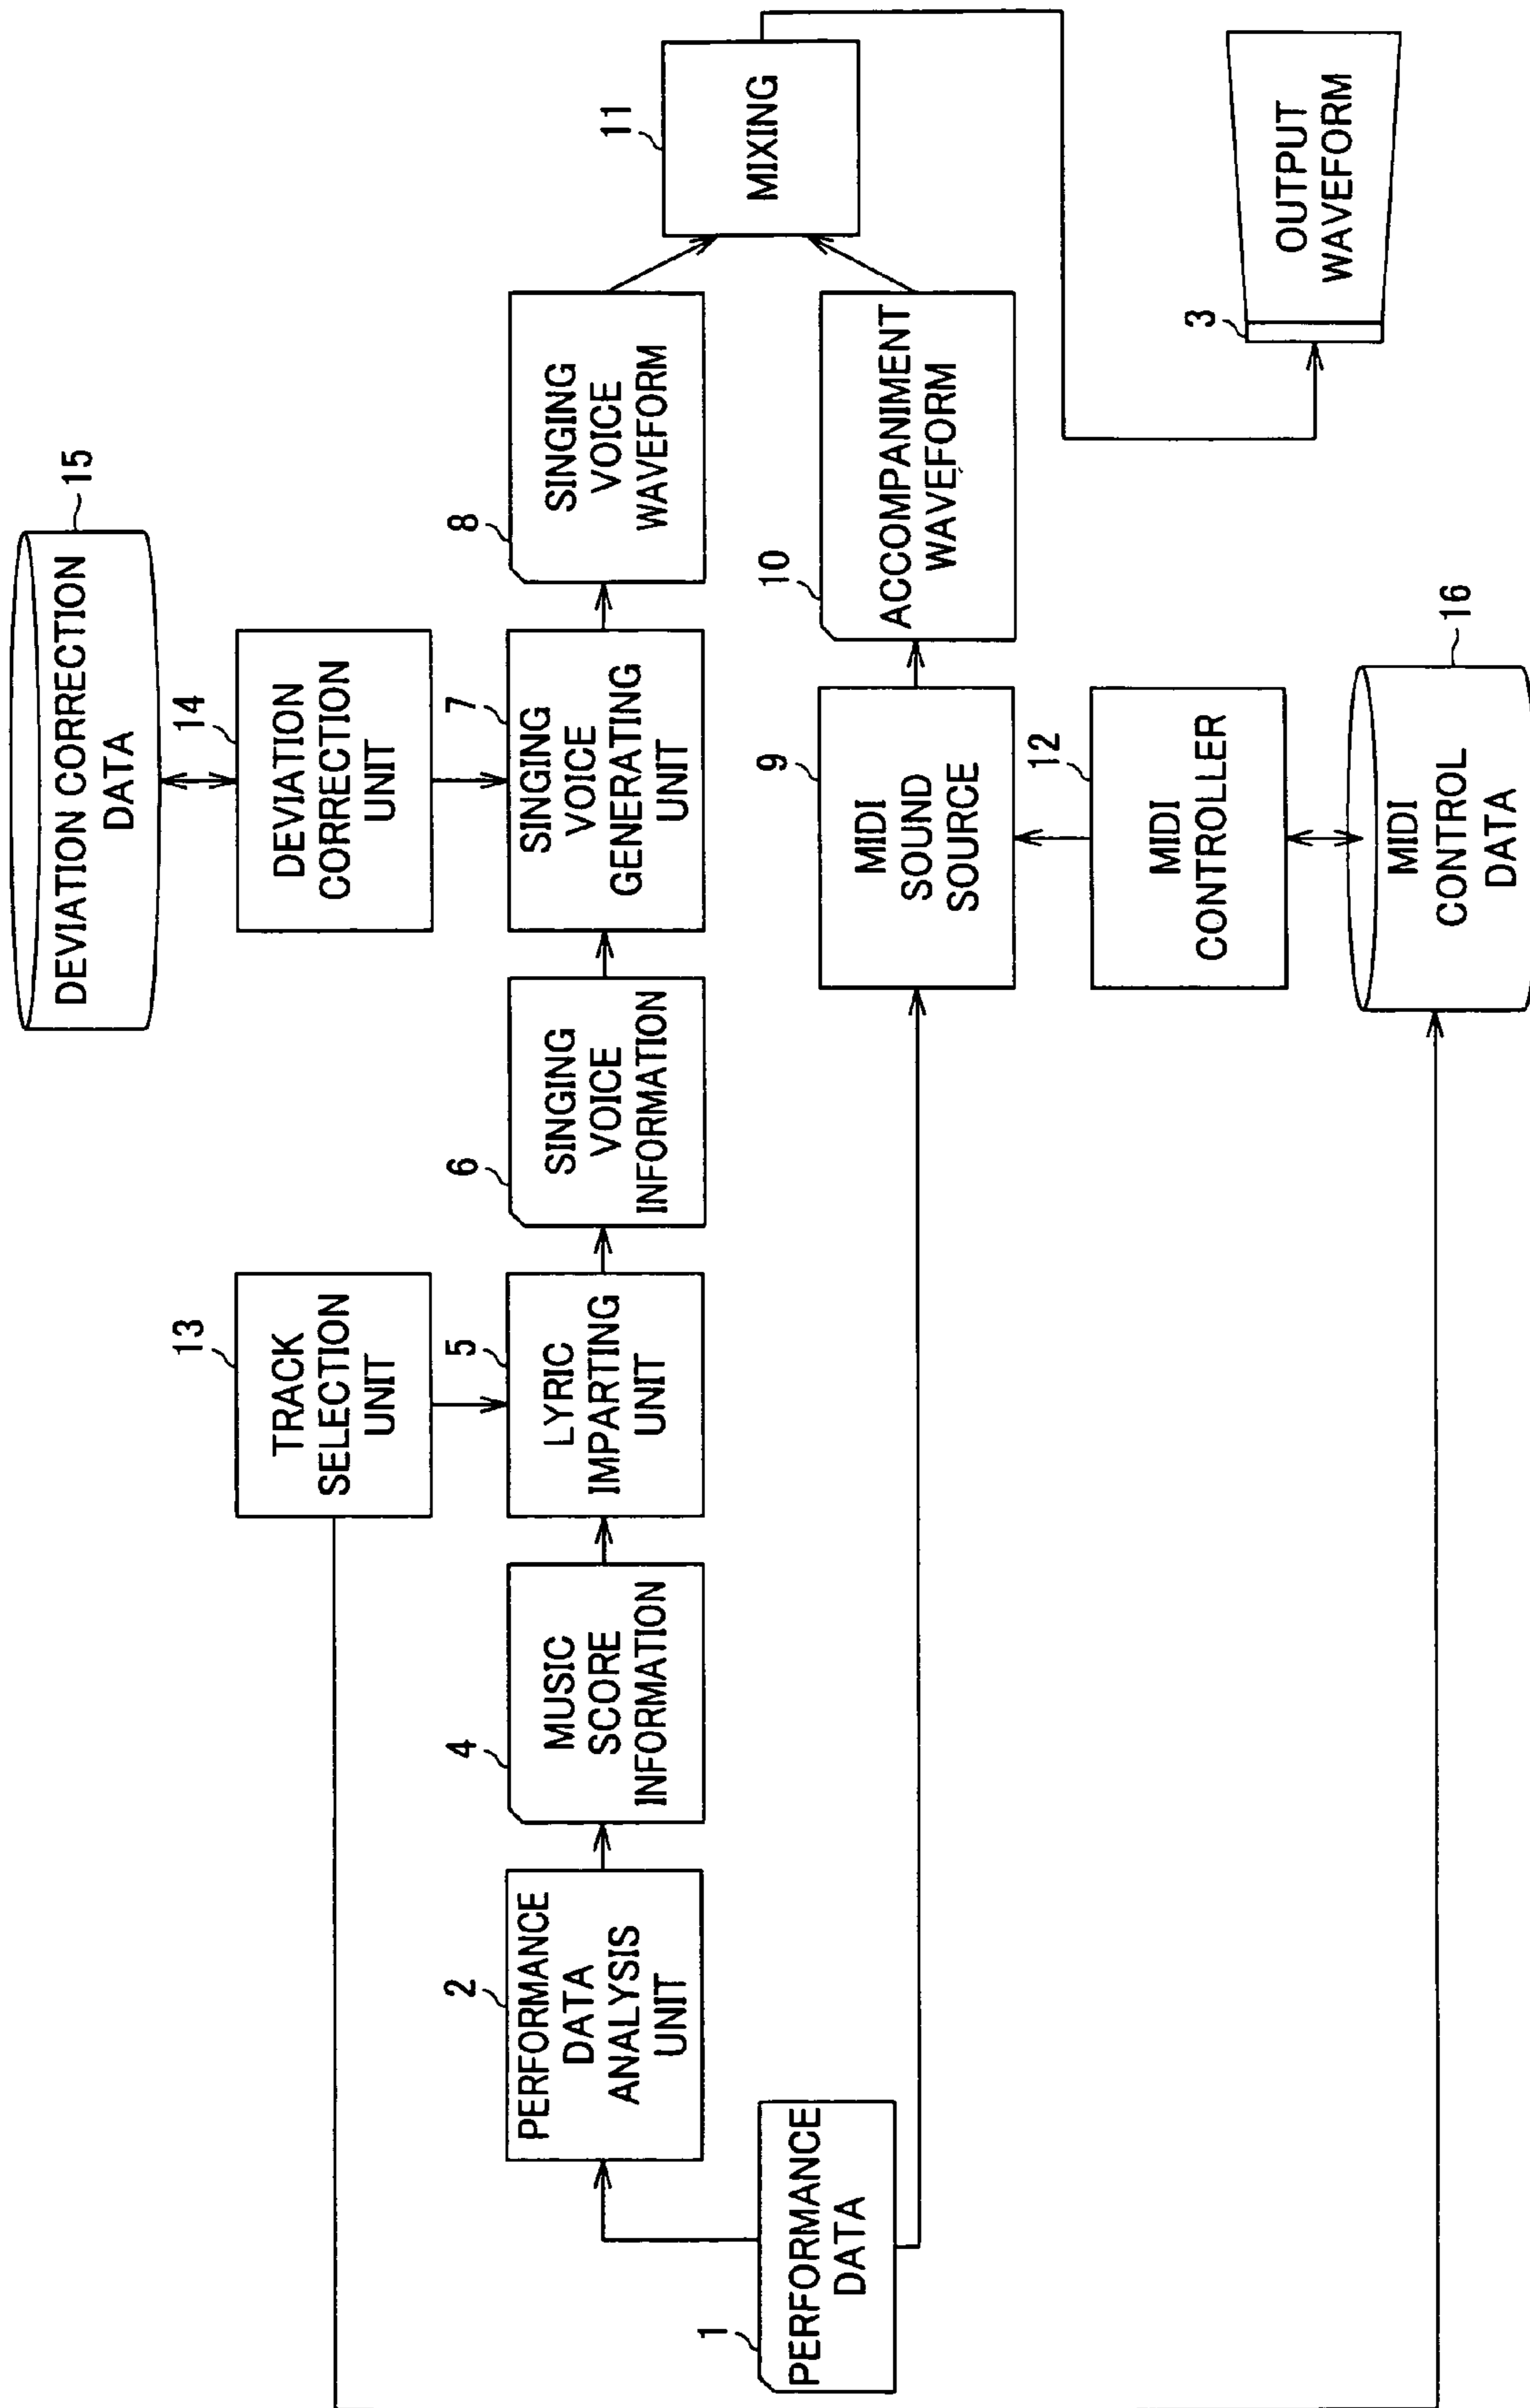 DEVIATION CORRECTION
DATA
15
14
DEVIATION
CORRECTION
UNIT
13
TRACK
SELECTION
UNIT
1
PERFORMANCE
DATA
2
PERFORMANCE
DATA
ANALYSIS
UNIT
4
MUSIC
SCORE
INFORMATION
5
LYRIC
IMPARTING
UNIT
6
SINGING
VOICE
INFORMATION
7
SINGING
VOICE
GENERATING
UNIT
8
SINGING
VOICE
WAVEFORM
11
MIXING
9
MIDI
SOUND
SOURCE
10
ACCOMPANIMENT
WAVEFORM
12
MIDI
CONTROLLER
16
MIDI
CONTROL
DATA
3
OUTPUT
WAVEFORM